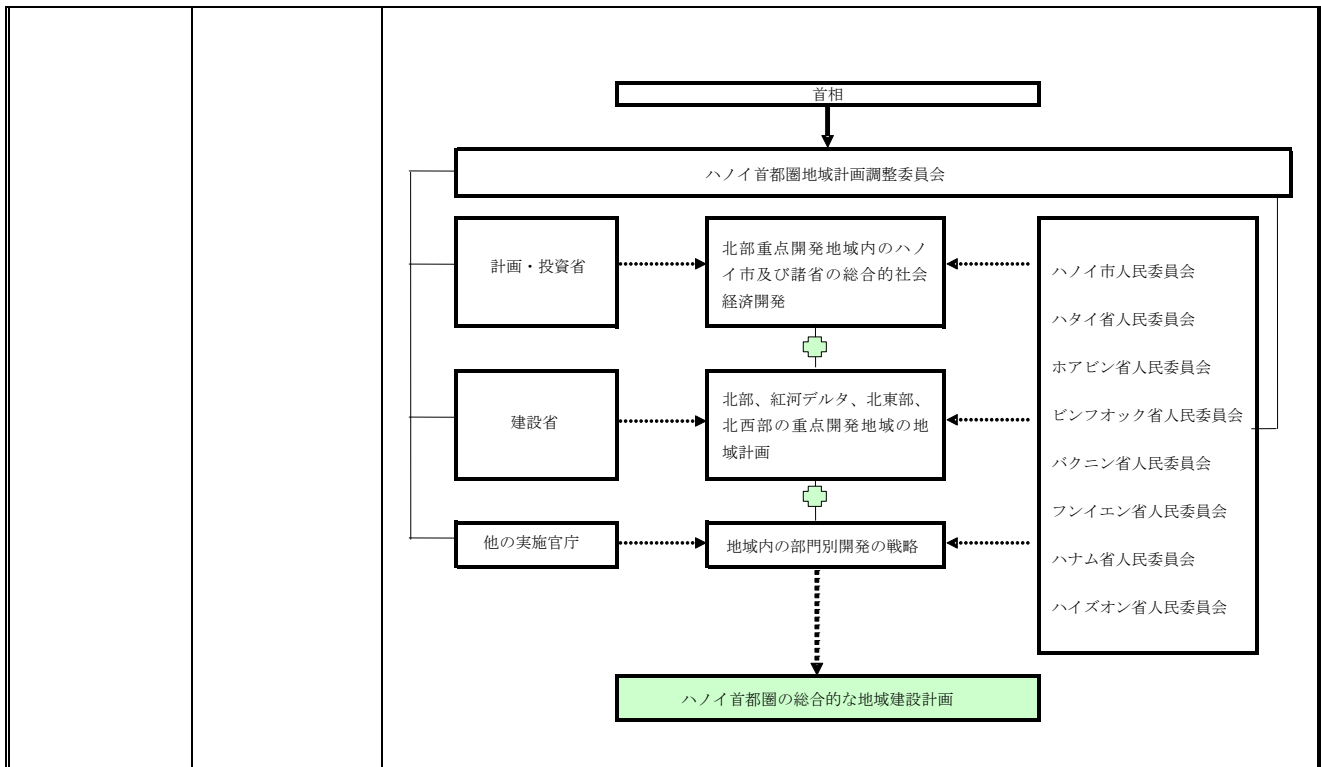 首相
ハノイ首都圏地域計画調整委員会
計画・投資省
北部重点開発地域内のハノ
イ市及び諸省の総合的社会
経済開発
建設省
北部、紅河デルタ、北東部、
北西部の重点開発地域の地
域計画
他の実施官庁
地域内の部門別開発の戦略
ハノイ市人民委員会
ハタイ省人民委員会
ホアビン省人民委員会
ビンフオック省人民委員会
バクニン省人民委員会
フンイエン省人民委員会
ハナム省人民委員会
ハイズオン省人民委員会
ハノイ首都圏の総合的な地域建設計画